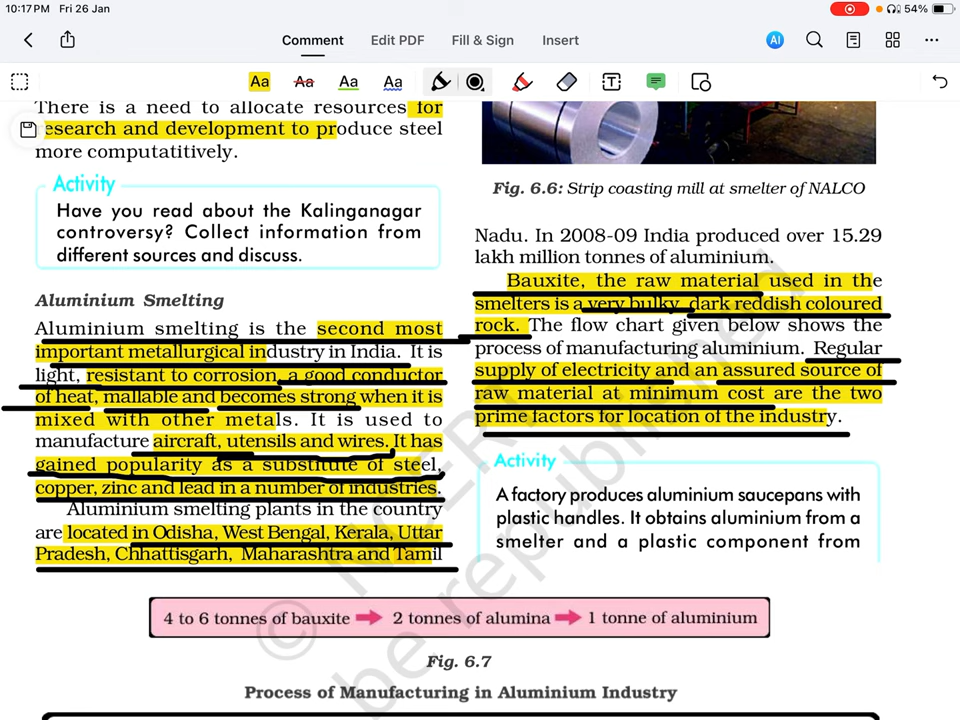 10:17 PM Fri 26 Jan
54%
Comment Edit PDF Fill & Sign Insert
AI
Aa Aa Aa Aa T
There is a need to allocate resources for
research and development to produce steel
more computatitively.
Activity
Have you read about the Kalinganagar
controversy? Collect information from
different sources and discuss.
Aluminium Smelting
Aluminium smelting is the second most
important metallurgical industry in India. It is
light, resistant to corrosion, a good conductor
of heat, mallable and becomes strong when it is
mixed with other metals. It is used to
manufacture aircraft, utensils and wires. It has
gained popularity as a substitute of steel,
copper, zinc and lead in a number of industries.
Aluminium smelting plants in the country
are located in Odisha, West Bengal, Kerala, Uttar
Pradesh, Chhattisgarh, Maharashtra and Tamil
Fig. 6.6: Strip coasting mill at smelter of NALCO
Nadu. In 2008-09 India produced over 15.29
lakh million tonnes of aluminium.
Bauxite, the raw material used in the
smelters is a very bulky, dark reddish coloured
rock. The flow chart given below shows the
process of manufacturing aluminium. Regular
supply of electricity and an assured source of
raw material at minimum cost are the two
prime factors for location of the industry.
Activity
A factory produces aluminium saucepans with
plastic handles. It obtains aluminium from a
smelter and a plastic component from
4 to 6 tonnes of bauxite 2 tonnes of alumina 1 tonne of aluminium
Fig. 6.7
Process of Manufacturing in Aluminium Industry
© NCERT
be republished